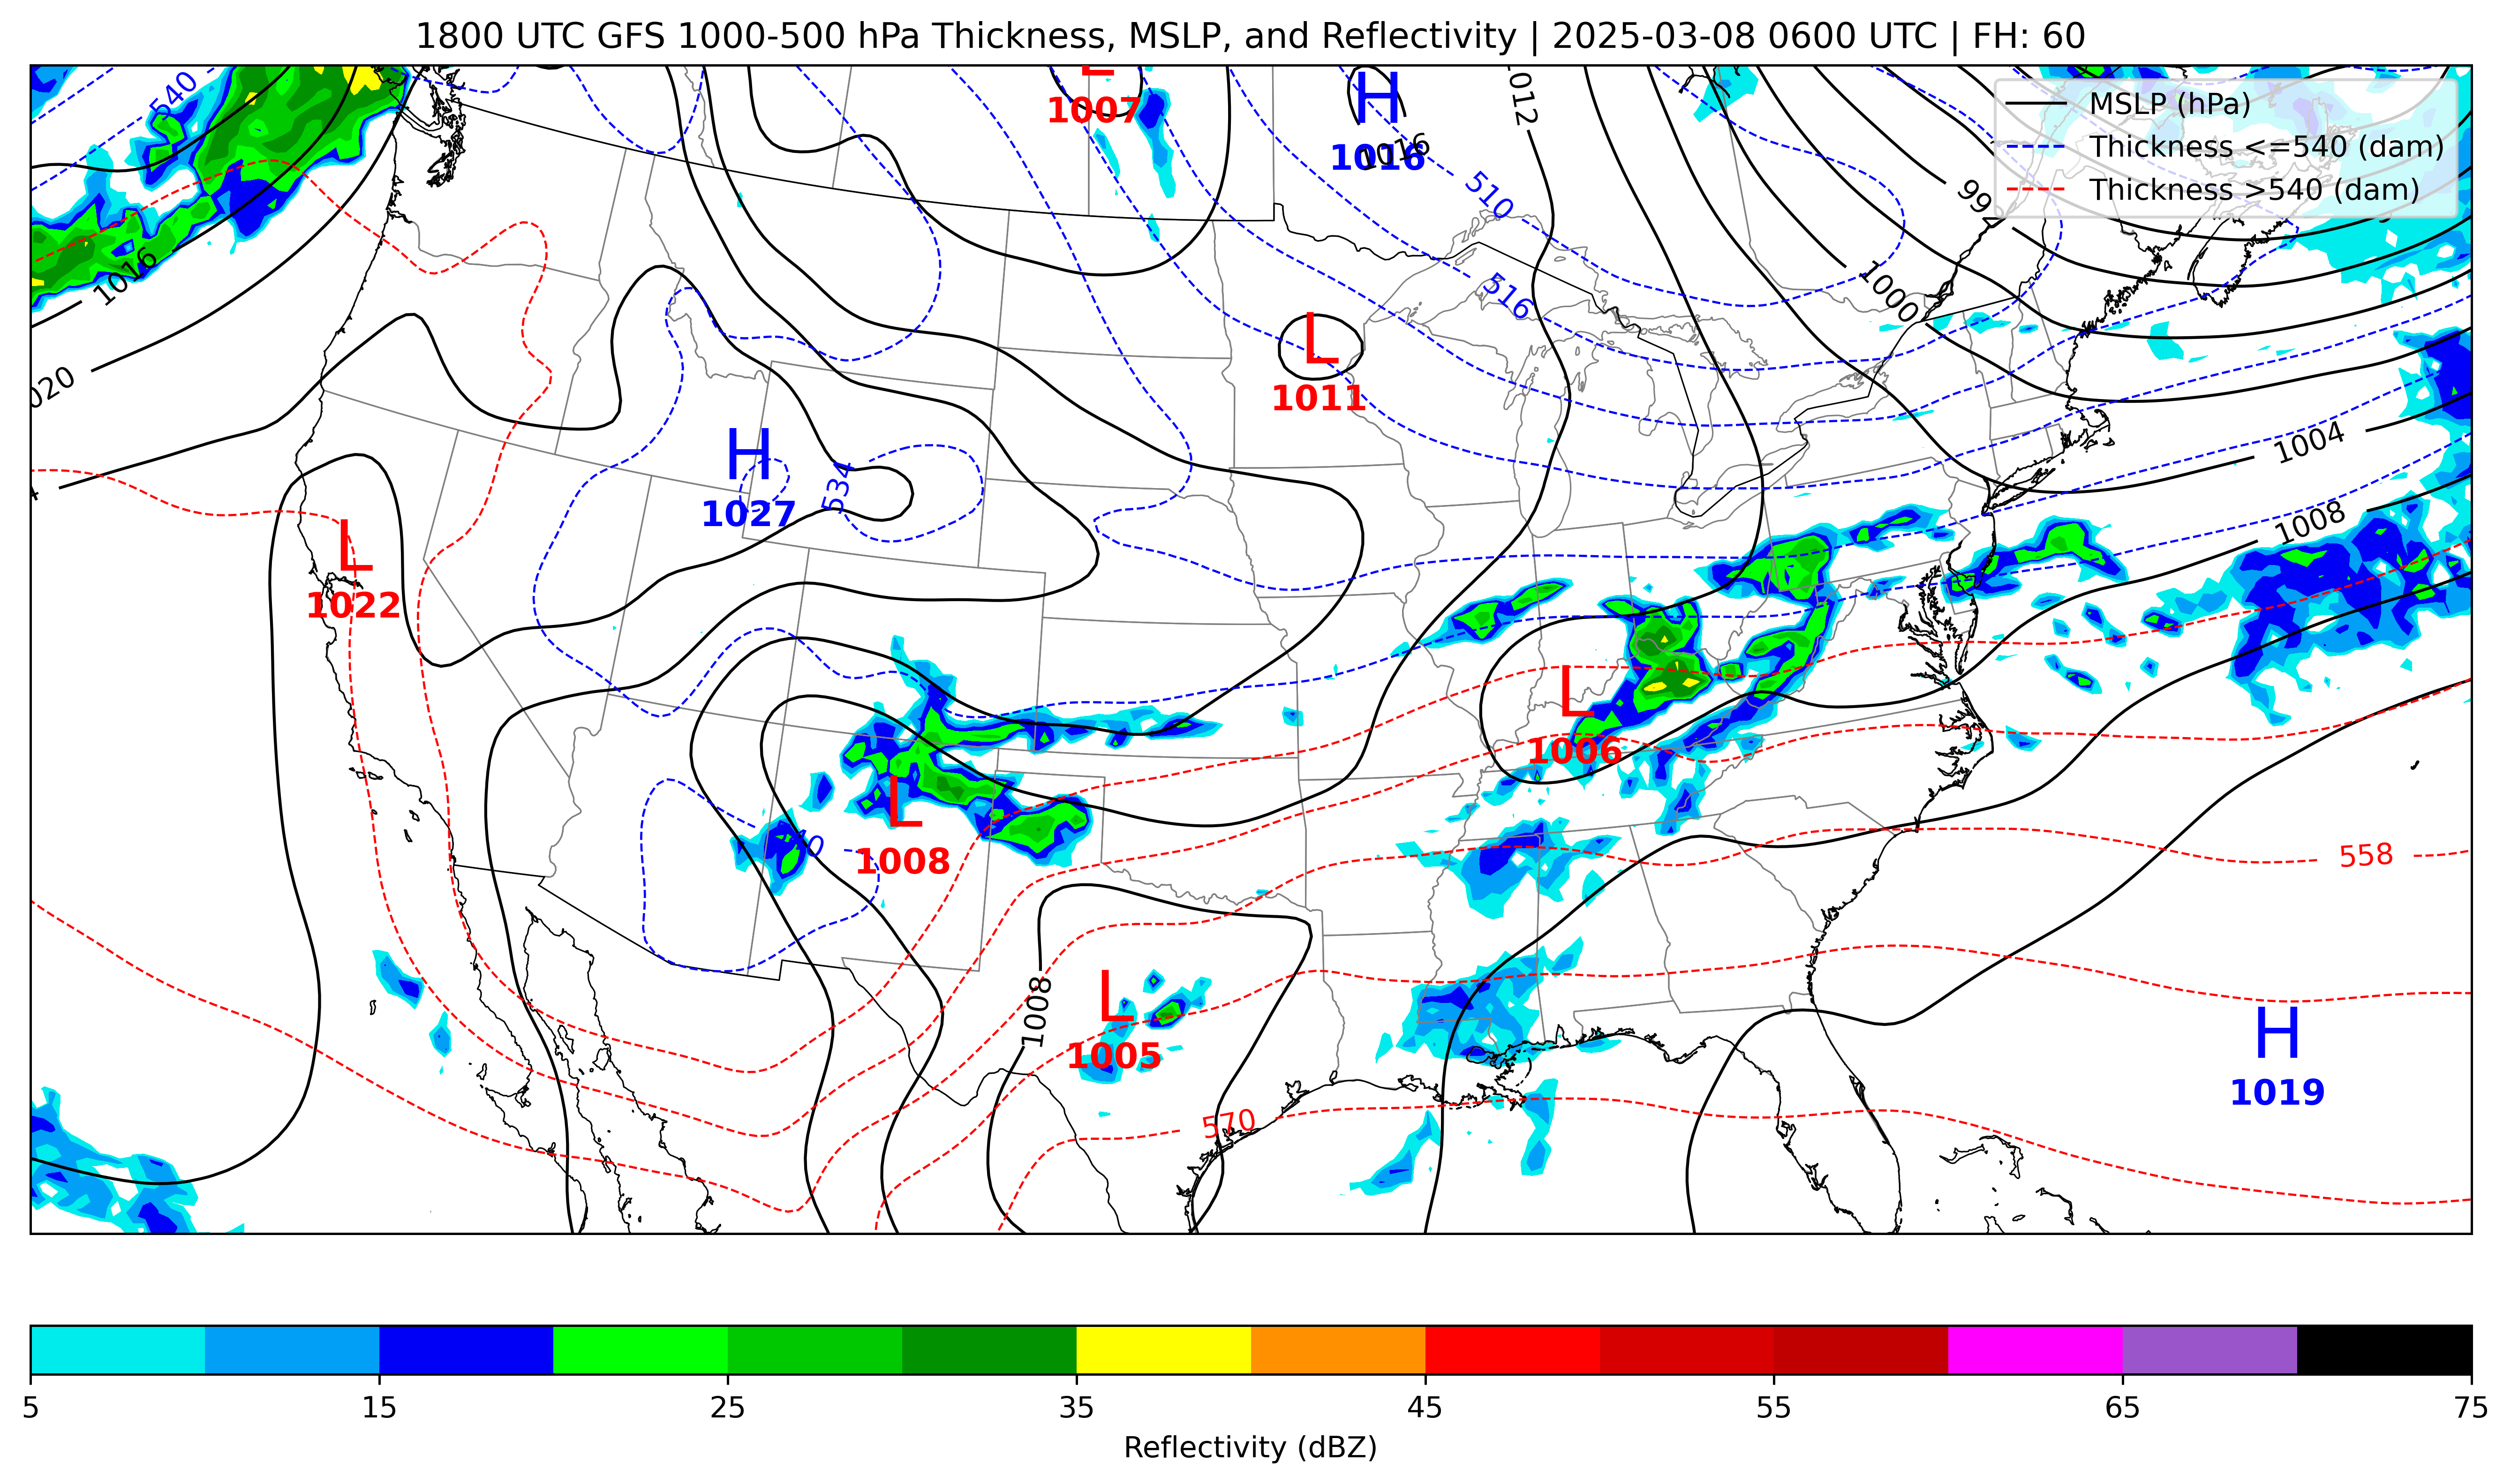 1800 UTC GFS 1000-500 hPa Thickness, MSLP, and Reflectivity | 2025-03-08 0600 UTC | FH: 60
MSLP (hPa)
Thickness <=540 (dam)
Thickness >540 (dam)
540
L
1007
H
1016
1016
1012
510
994
1016
516
1000
L
1011
020
H
1027
534
1004
4
L
1022
1008
L
1006
L
1008
558
L
1005
1008
H
1019
570
5
15
25
35
45
55
65
75
Reflectivity (dBZ)